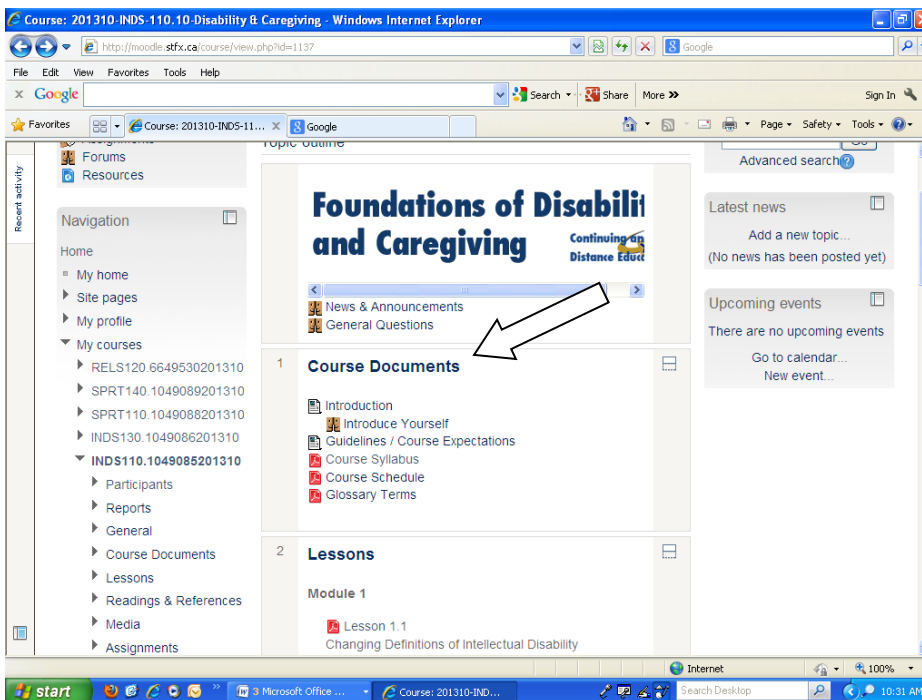 Course: 201310-INDS-110.10-Disability & Caregiving - Windows Internet Explorer
http://moodle.stfx.ca/course/view.php?id=1137
Google
File Edit View Favorites Tools Help
x Google
Search Share More »
Sign In
Favorites
Course: 201310-INDS-11... X
Google
Page Safety Tools
Recent activity
Forums
Resources
Navigation
Home
My home
Site pages
My profile
My courses
RELS120.6649530201310
SPRT140.1049089201310
SPRT110.1049088201310
INDS130.1049086201310
INDS110.1049085201310
Participants
Reports
General
Course Documents
Lessons
Readings & References
Media
Assignments
Topic outline
Foundations of Disabilit
and Caregiving
Continuing an
Distance Educ
News & Announcements
General Questions
1
Course Documents
Introduction
Introduce Yourself
Guidelines / Course Expectations
Course Syllabus
Course Schedule
Glossary Terms
2
Lessons
Module 1
Lesson 1.1
Changing Definitions of Intellectual Disability
Advanced search
Latest news
Add a new topic...
(No news has been posted yet)
Upcoming events
There are no upcoming events
Go to calendar...
New event...
Internet
100%
start
3 Microsoft Office ...
Course: 201310-IND...
Search Desktop
10:31 AM